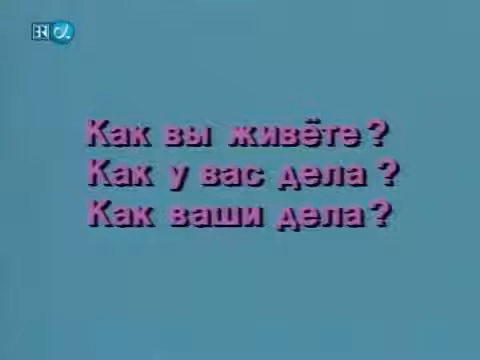 Как вы живёте?
Как у вас дела?
Как ваши дела?